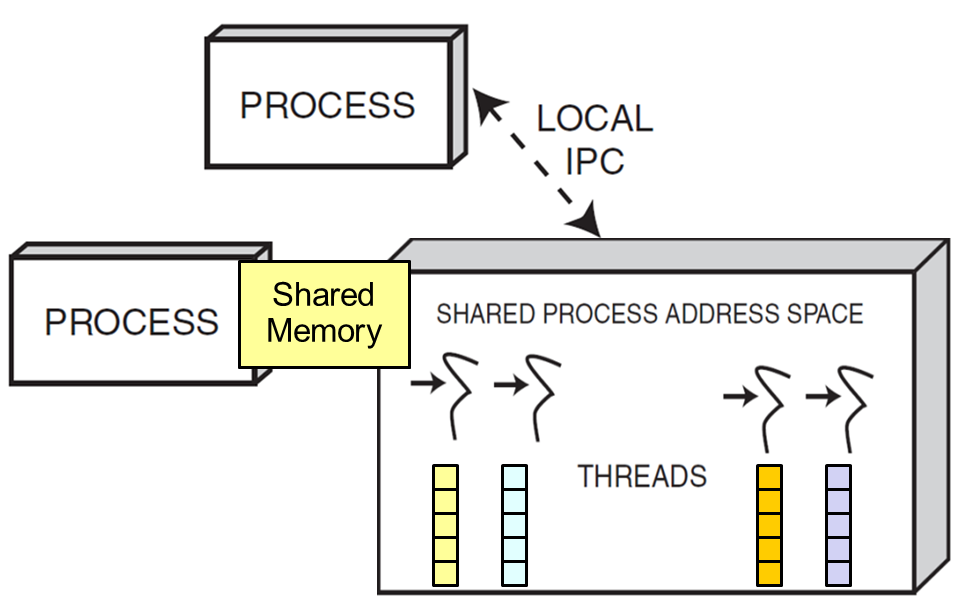 PROCESS
LOCAL
IPC
PROCESS
Shared
Memory
SHARED PROCESS ADDRESS SPACE
THREADS